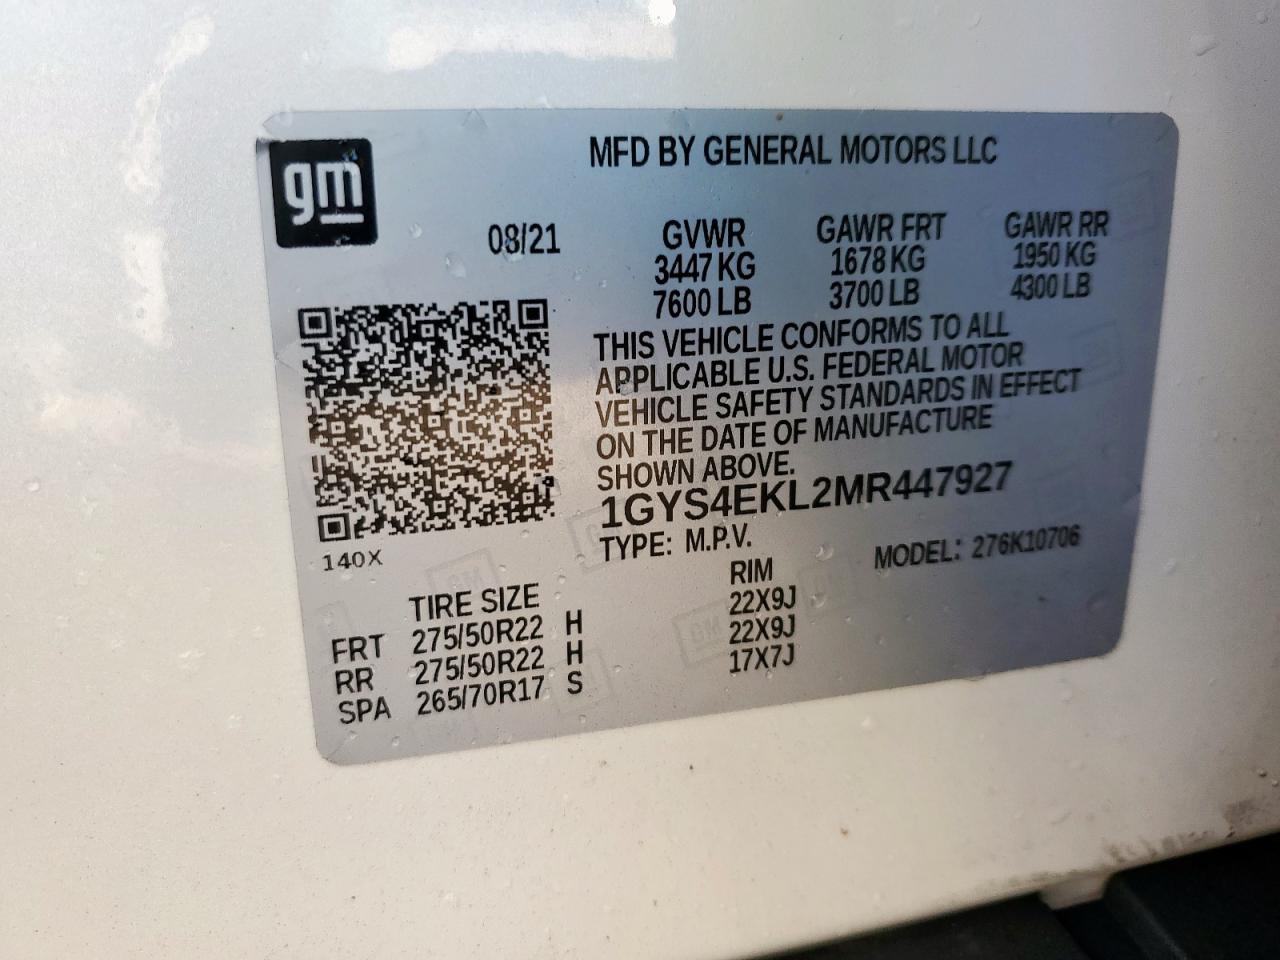 gm
MFD BY GENERAL MOTORS LLC
08/21
GVWR GAWR FRT GAWR RR
3447 KG 1678 KG 1950 KG
7600 LB 3700 LB 4300 LB
THIS VEHICLE CONFORMS TO ALL
APPLICABLE U.S. FEDERAL MOTOR
VEHICLE SAFETY STANDARDS IN EFFECT
ON THE DATE OF MANUFACTURE
SHOWN ABOVE.
1GYS4EKL2MR447927
TYPE: M.P.V. MODEL: 276K10706
140X
TIRE SIZE RIM
FRT 275/50R22 H 22X9J
RR 275/50R22 H 22X9J
SPA 265/70R17 S 17X7J
GM
GM